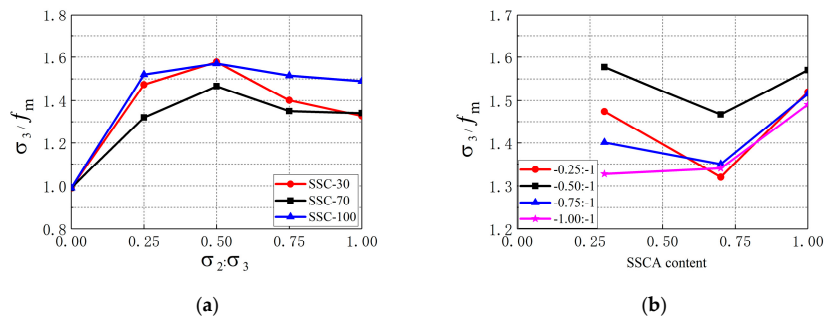 1.8
1.6
1.4
1.2
1.0
0.8
σ3/fm
0.00 0.25 0.50 0.75 1.00
σ2:σ3
SSC-30
SSC-70
SSC-100
(a)
1.7
1.6
1.5
1.4
1.3
1.2
σ3/fm
0.00 0.25 0.50 0.75 1.00
SSCA content
-0.25:-1
-0.50:-1
-0.75:-1
-1.00:-1
(b)